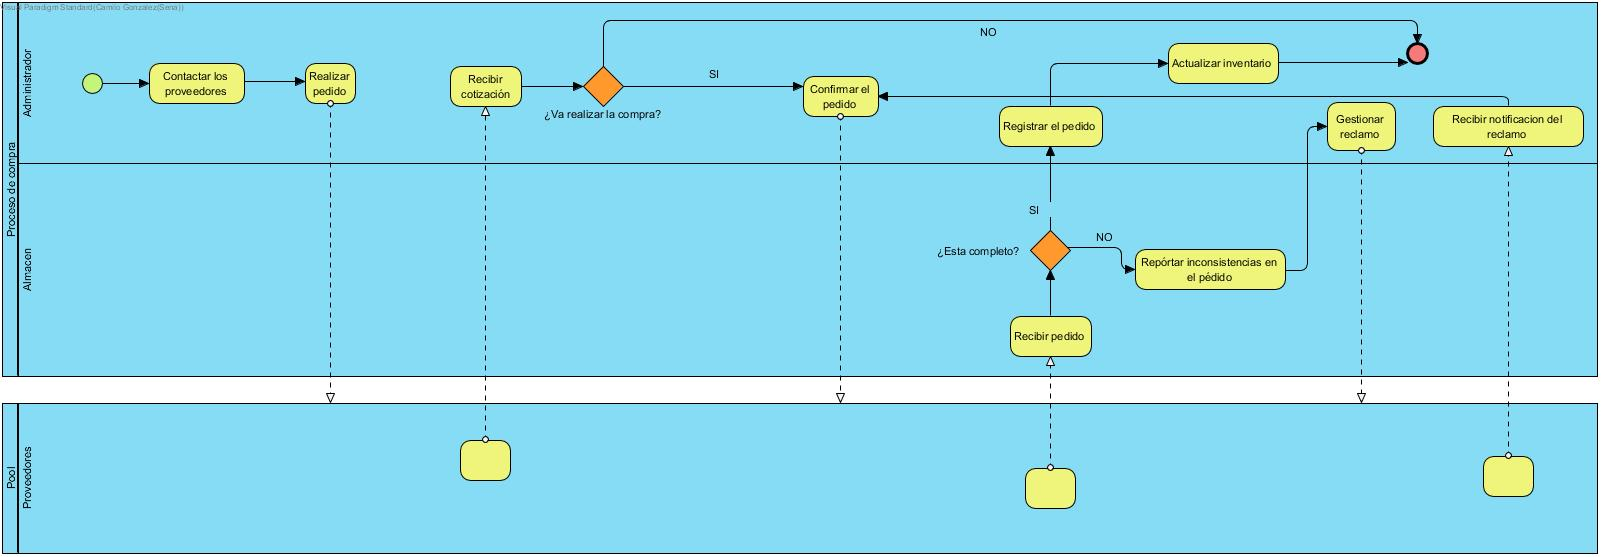 Visual Paradigm Standard(Camilo Gonzalez(Sena))
Proceso de compra
Administrador
Contactar los
proveedores
Realizar
pedido
Recibir
cotización
¿Va realizar la compra?
SI
NO
Confirmar el
pedido
Registrar el pedido
Actualizar inventario
Gestionar
reclamo
Recibir notificacion del
reclamo
Almacen
SI
¿Esta completo?
NO
Repórtar inconsistencias en
el pédido
Recibir pedido
Pool
Proveedores